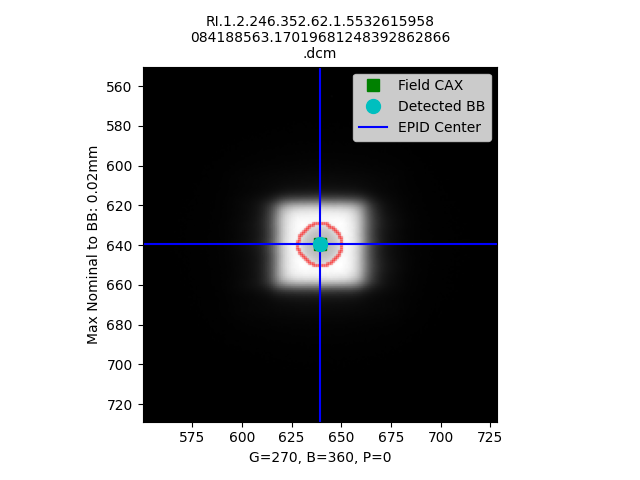 RI.1.2.246.352.62.1.5532615958
084188563.17019681248392862866
.dcm
Field CAX
Detected BB
EPID Center
Max Nominal to BB: 0.02mm
560
580
600
620
640
660
680
700
720
575 600 625 650 675 700 725
G=270, B=360, P=0